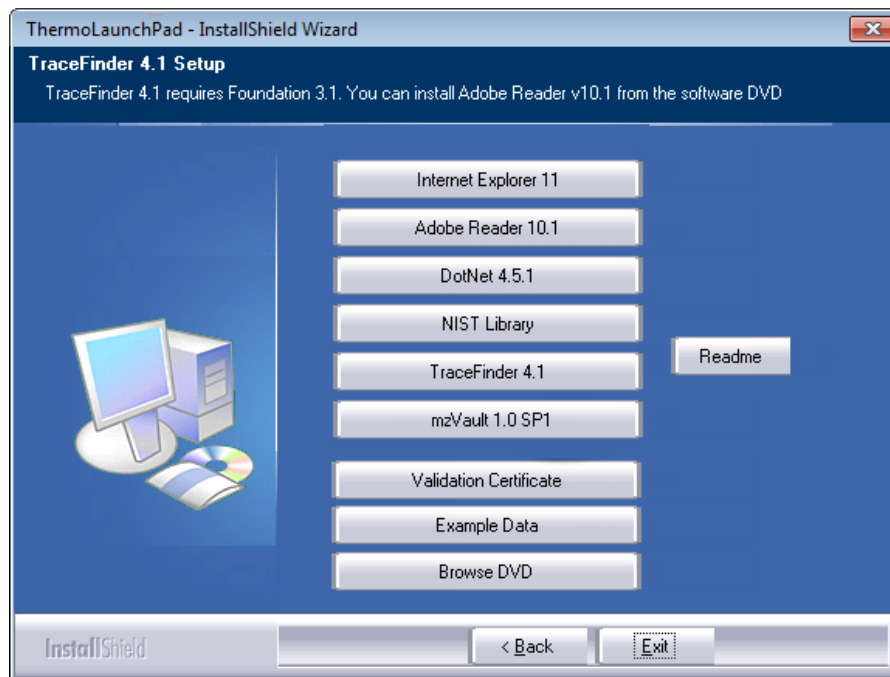 ThermoLaunchPad - InstallShield Wizard
TraceFinder 4.1 Setup
TraceFinder 4.1 requires Foundation 3.1. You can install Adobe Reader v10.1 from the software DVD
Internet Explorer 11
Adobe Reader 10.1
DotNet 4.5.1
NIST Library
Readme
TraceFinder 4.1
mzVault 1.0 SP1
Validation Certificate
Example Data
Browse DVD
InstallShield
< Back
Exit